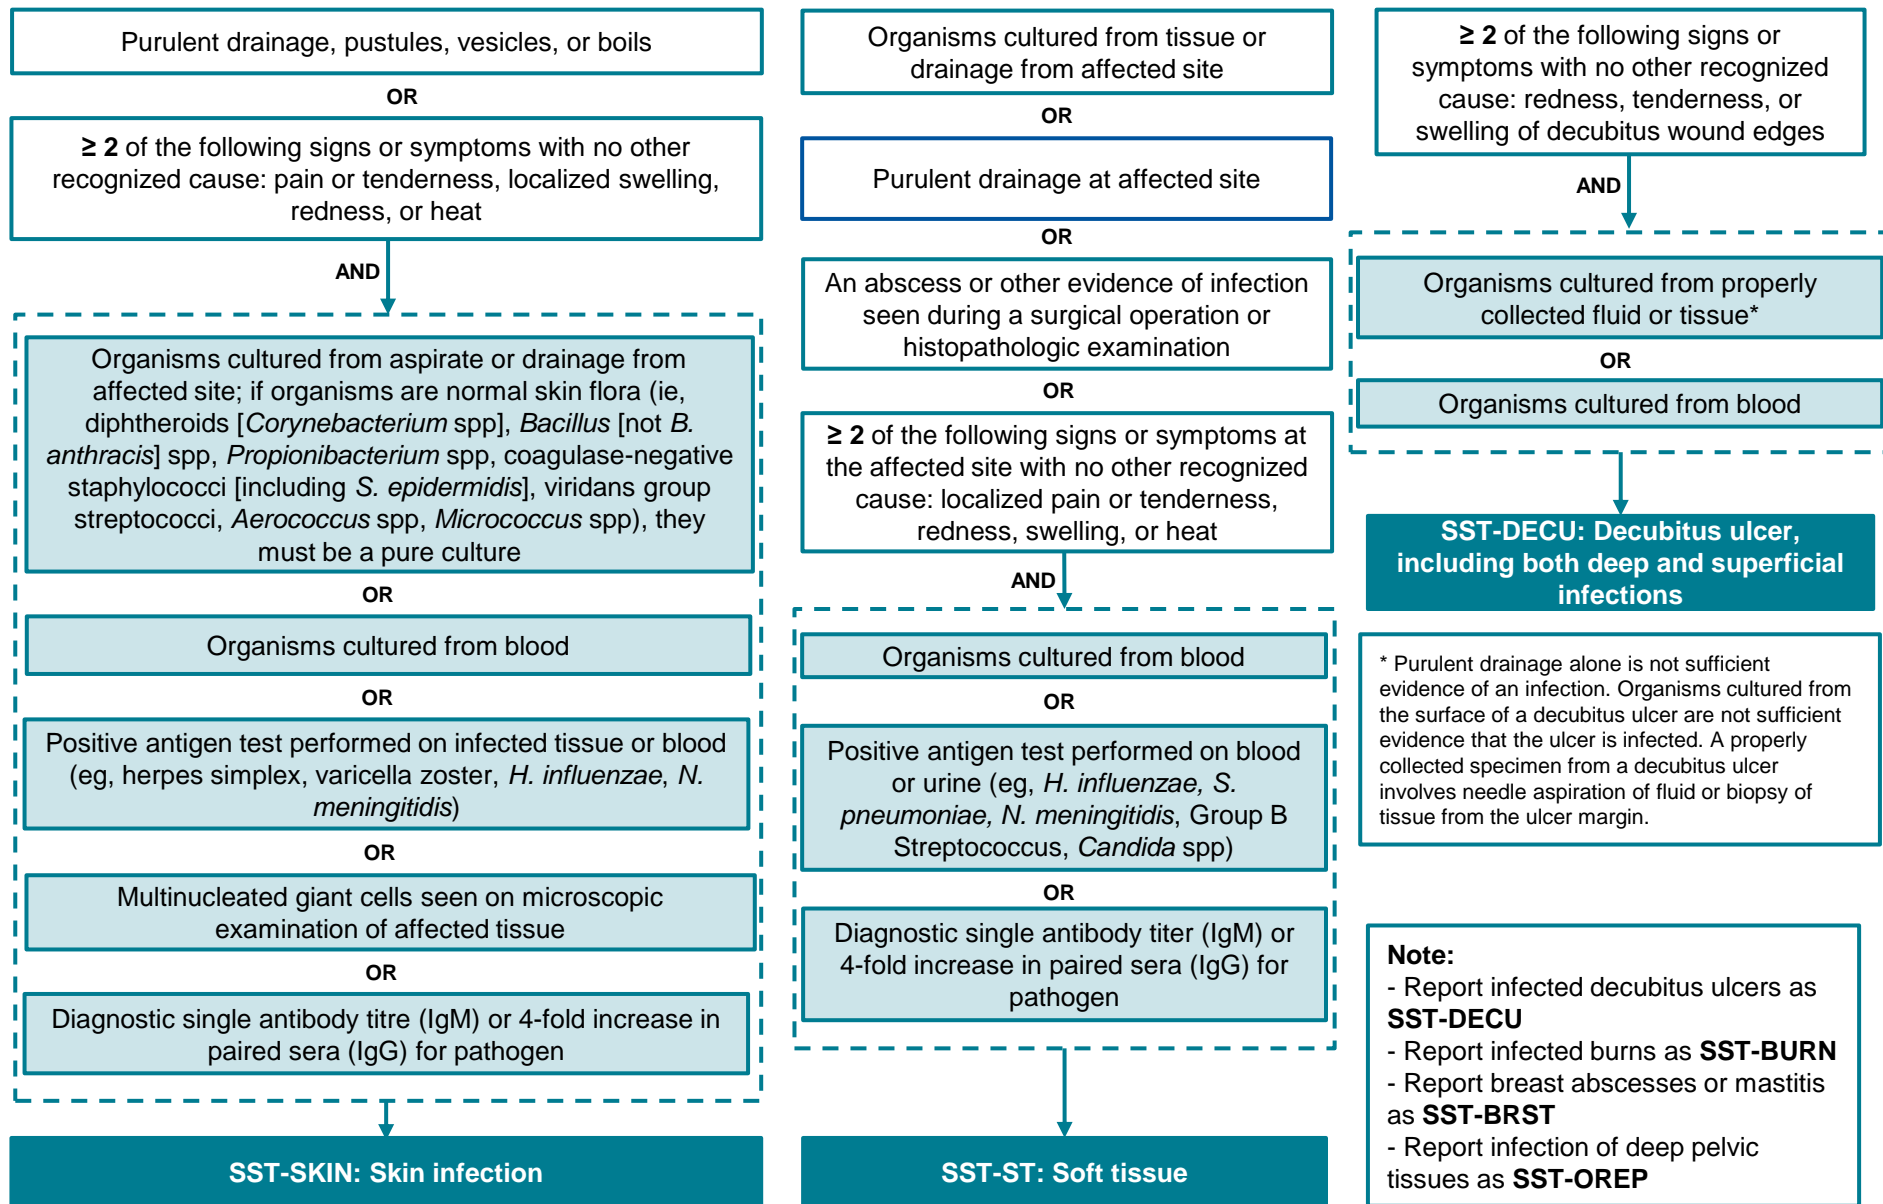 Purulent drainage, pustules, vesicles, or boils
OR
≥ 2 of the following signs or symptoms with no other
recognized cause: pain or tenderness, localized swelling,
redness, or heat
AND
Organisms cultured from aspirate or drainage from
affected site; if organisms are normal skin flora (ie,
diphtheroids [Corynebacterium spp], Bacillus [not B.
anthracis] spp, Propionibacterium spp, coagulase-negative
staphylococci [including S. epidermidis], viridans group
streptococci, Aerococcus spp, Micrococcus spp), they
must be a pure culture
OR
Organisms cultured from blood
OR
Positive antigen test performed on infected tissue or blood
(eg, herpes simplex, varicella zoster, H. influenzae, N.
meningitidis)
OR
Multinucleated giant cells seen on microscopic
examination of affected tissue
OR
Diagnostic single antibody titre (IgM) or 4-fold increase in
paired sera (IgG) for pathogen
SST-SKIN: Skin infection
Organisms cultured from tissue or
drainage from affected site
OR
Purulent drainage at affected site
OR
An abscess or other evidence of infection
seen during a surgical operation or
histopathologic examination
OR
≥ 2 of the following signs or symptoms at
the affected site with no other recognized
cause: localized pain or tenderness,
redness, swelling, or heat
AND
Organisms cultured from blood
OR
Positive antigen test performed on blood
or urine (eg, H. influenzae, S.
pneumoniae, N. meningitidis, Group B
Streptococcus, Candida spp)
OR
Diagnostic single antibody titer (IgM) or
4-fold increase in paired sera (IgG) for
pathogen
SST-ST: Soft tissue
≥ 2 of the following signs or
symptoms with no other recognized
cause: redness, tenderness, or
swelling of decubitus wound edges
AND
Organisms cultured from properly
collected fluid or tissue*
OR
Organisms cultured from blood
SST-DECU: Decubitus ulcer,
including both deep and superficial
infections
* Purulent drainage alone is not sufficient
evidence of an infection. Organisms cultured from
the surface of a decubitus ulcer are not sufficient
evidence that the ulcer is infected. A properly
collected specimen from a decubitus ulcer
involves needle aspiration of fluid or biopsy of
tissue from the ulcer margin.
Note:
- Report infected decubitus ulcers as
SST-DECU
- Report infected burns as SST-BURN
- Report breast abscesses or mastitis
as SST-BRST
- Report infection of deep pelvic
tissues as SST-OREP